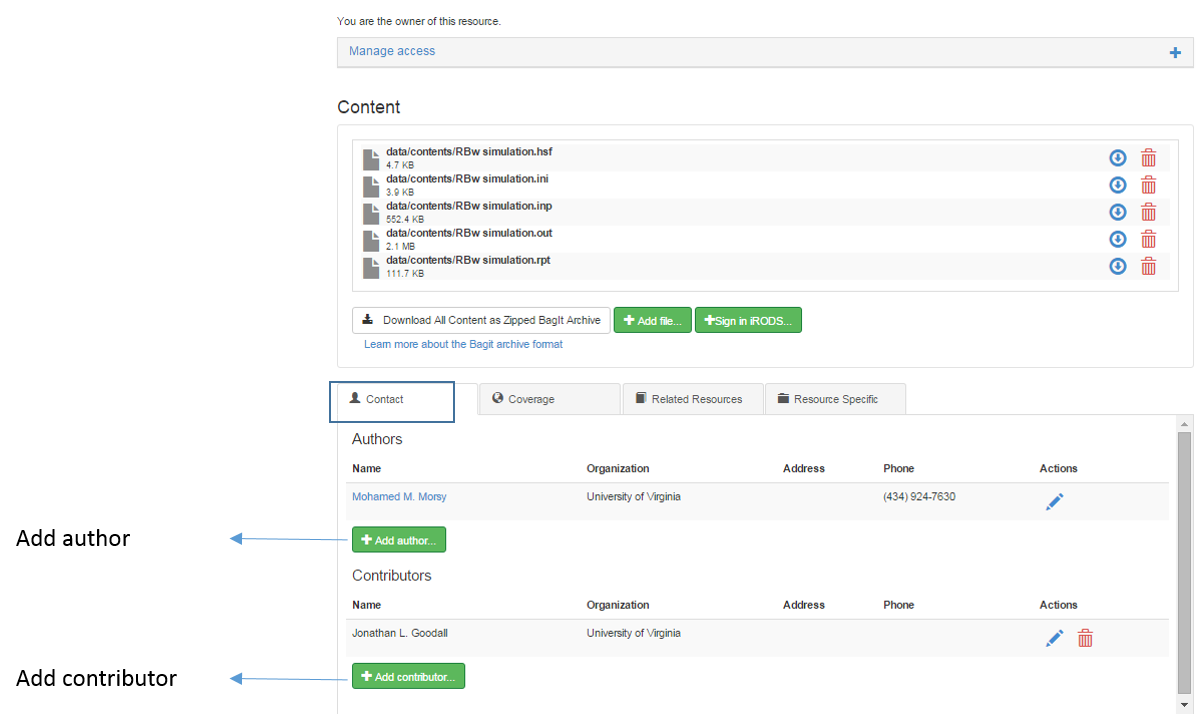 You are the owner of this resource.
Manage access
Content
data/contents/RBw simulation.hsf
4.7 KB
data/contents/RBw simulation.ini
3.9 KB
data/contents/RBw simulation.inp
552.4 KB
data/contents/RBw simulation.out
2.1 MB
data/contents/RBw simulation.rpt
111.7 KB
Download All Content as Zipped BagIt Archive
Add file...
Sign in iRODS...
Learn more about the Bagit archive format
Contact Coverage Related Resources Resource Specific
Authors
Name Organization Address Phone Actions
Mohamed M. Morsy University of Virginia (434) 924-7630
Add author
Add author...
Contributors
Name Organization Address Phone Actions
Jonathan L. Goodall University of Virginia
Add contributor
Add contributor...